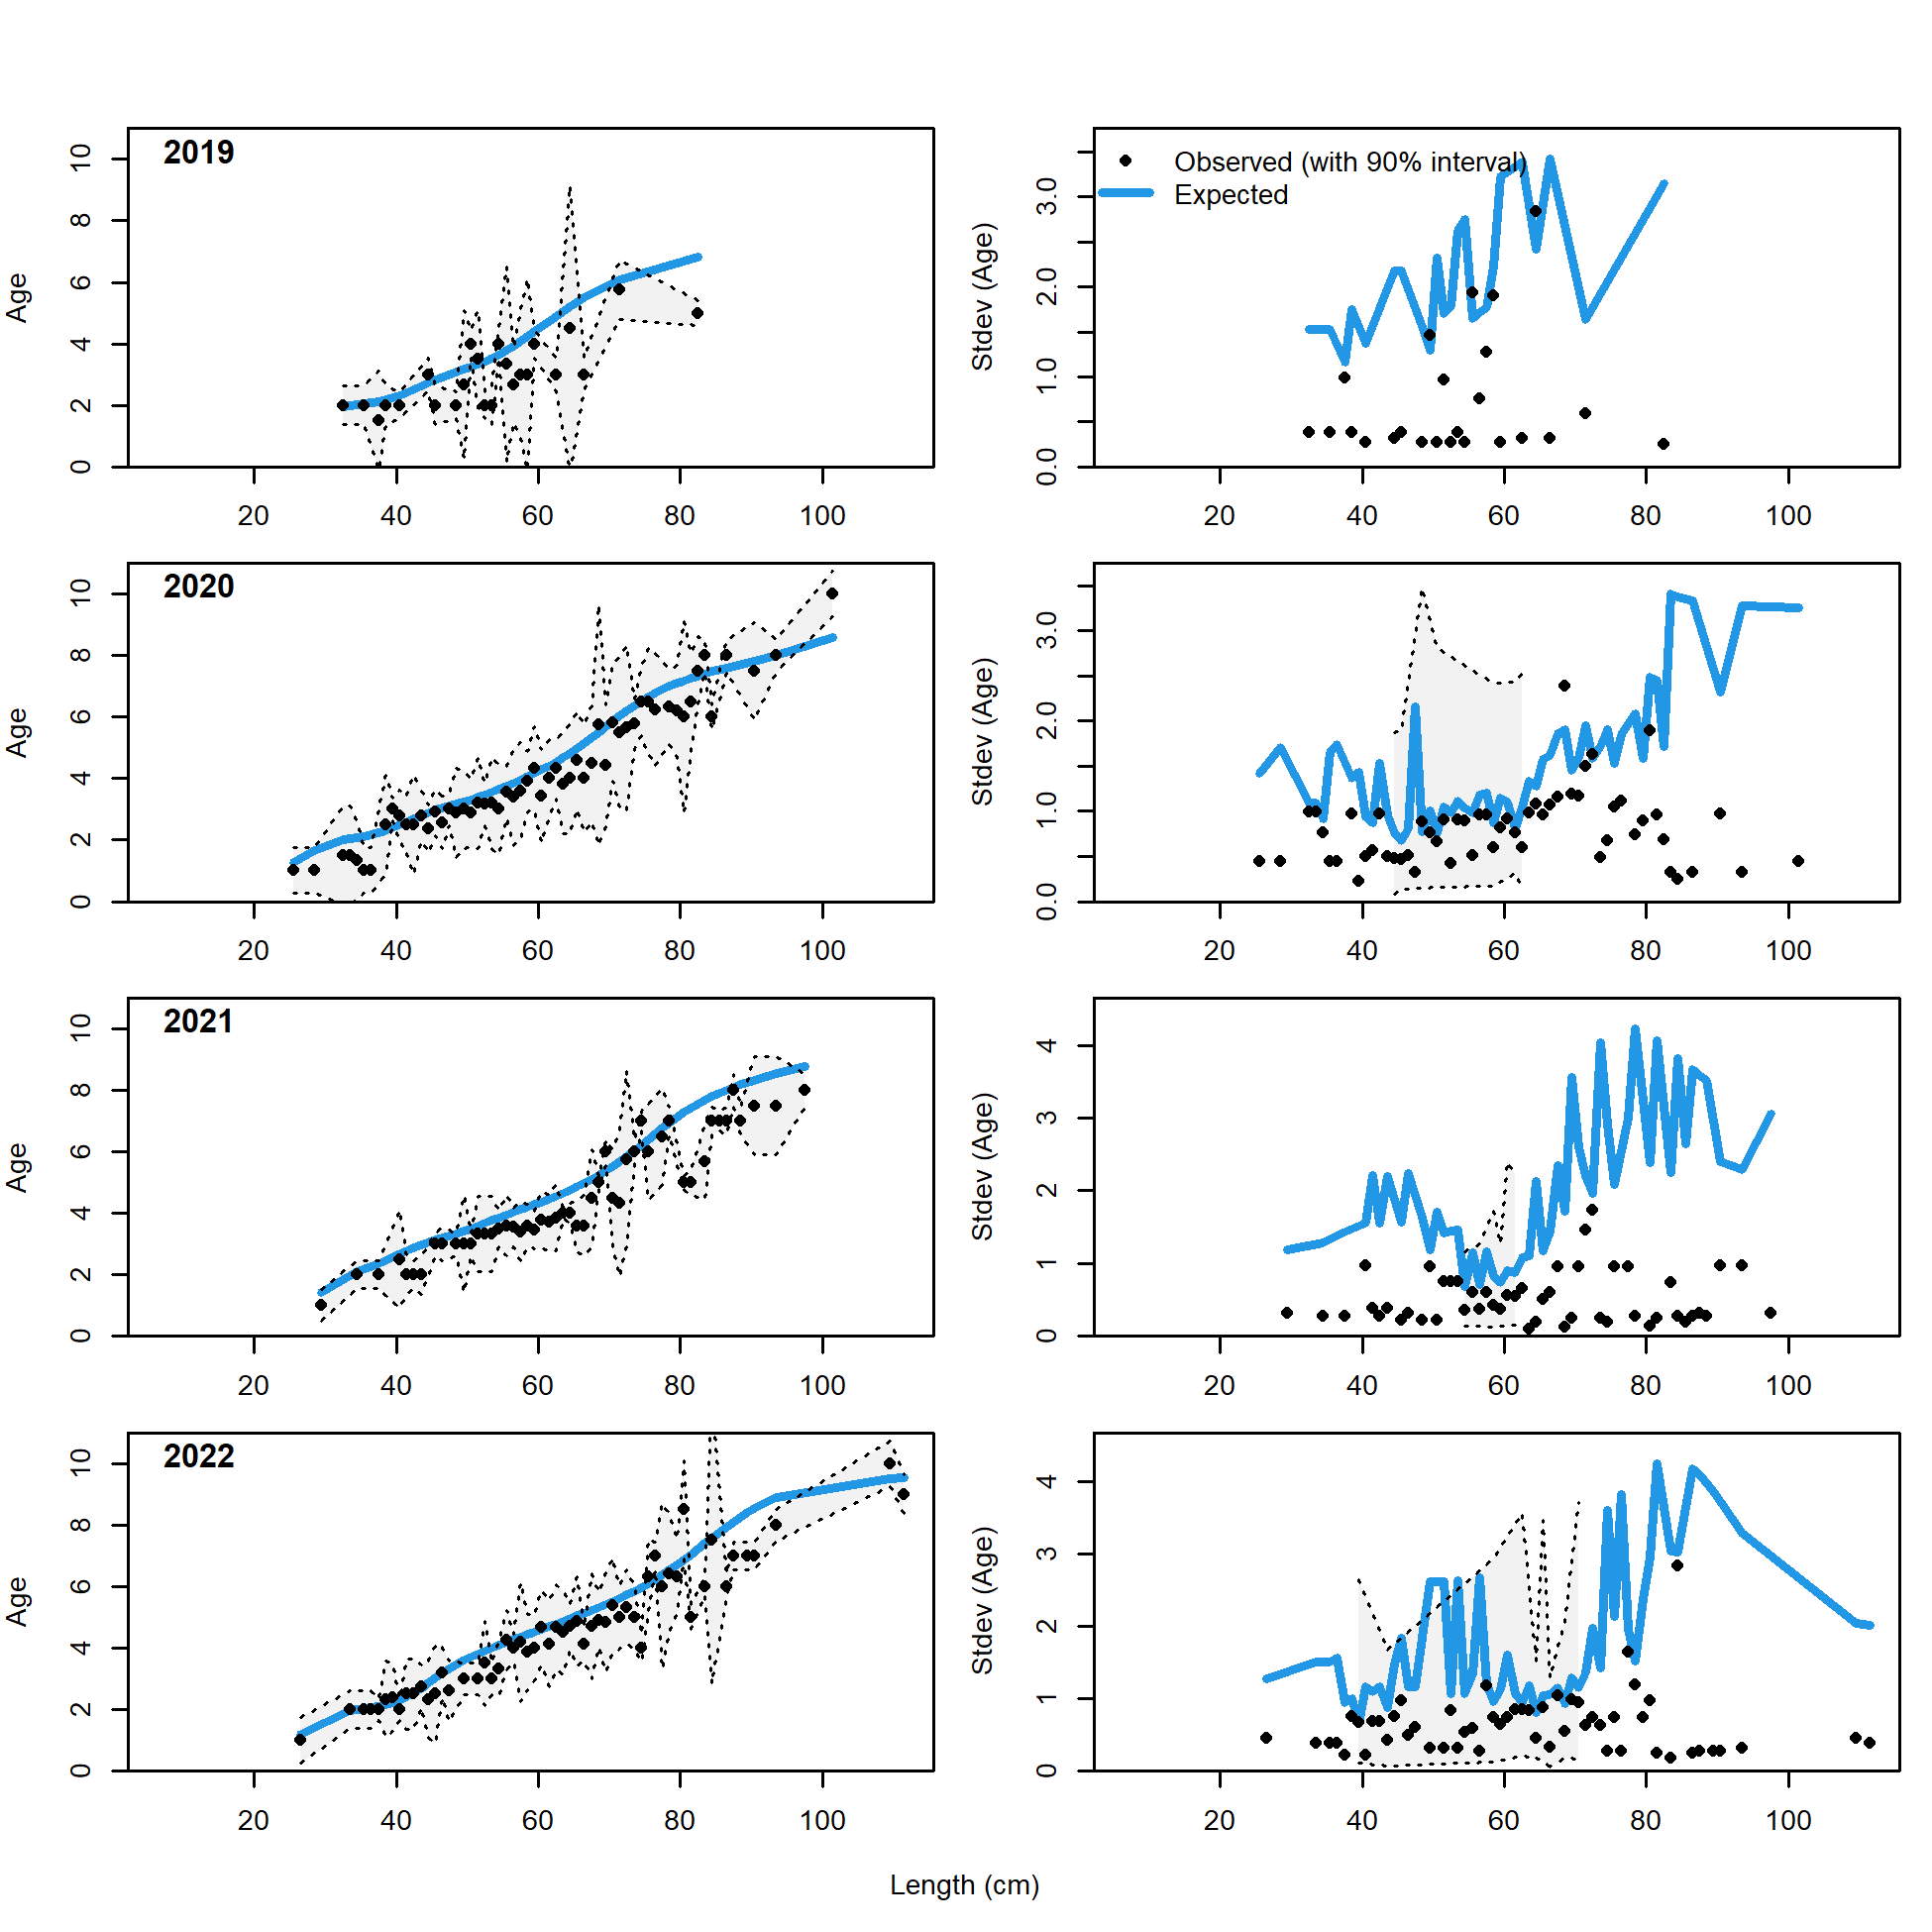 2019
Age
0 2 4 6 8 10
20 40 60 80 100
Observed (with 90% interval)
Expected
Stdev (Age)
0.0 1.0 2.0 3.0
20 40 60 80 100
2020
Age
0 2 4 6 8 10
20 40 60 80 100
Stdev (Age)
0.0 1.0 2.0 3.0
20 40 60 80 100
2021
Age
0 2 4 6 8 10
20 40 60 80 100
Stdev (Age)
0 1 2 3 4
20 40 60 80 100
2022
Age
0 2 4 6 8 10
20 40 60 80 100
Stdev (Age)
0 1 2 3 4
20 40 60 80 100
Length (cm)